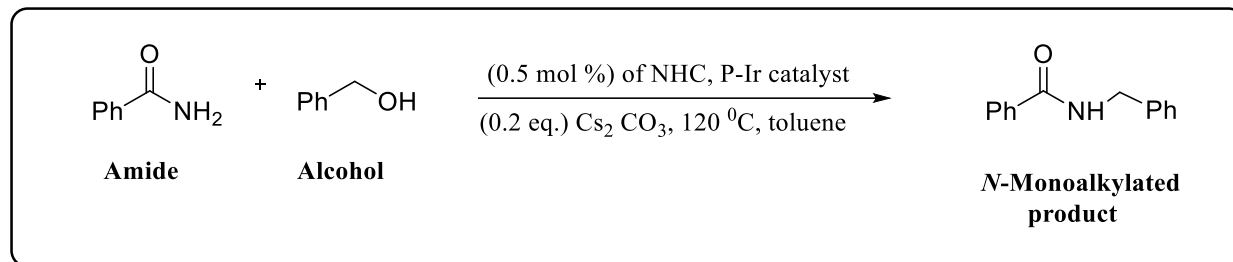 O
Ph
NH2
+
Ph
OH
(0.5 mol %) of NHC, P-Ir catalyst
(0.2 eq.) Cs2 CO3, 120 0C, toluene
O
Ph
NH
Ph
Amide
Alcohol
N-Monoalkylated
product